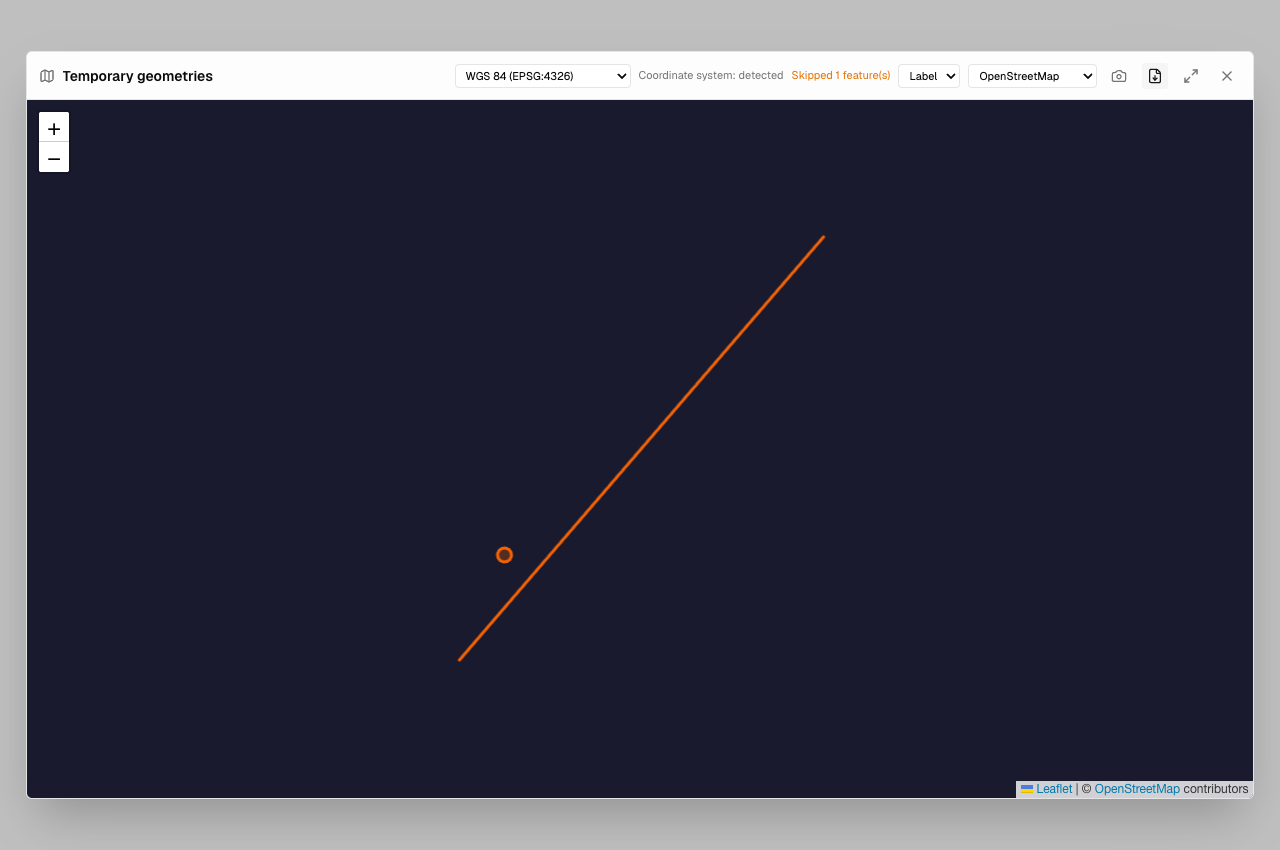 Temporary geometries
WGS 84 (EPSG:4326)
Coordinate system: detected
Skipped 1 feature(s)
Label
OpenStreetMap
+
−
Leaflet | © OpenStreetMap contributors